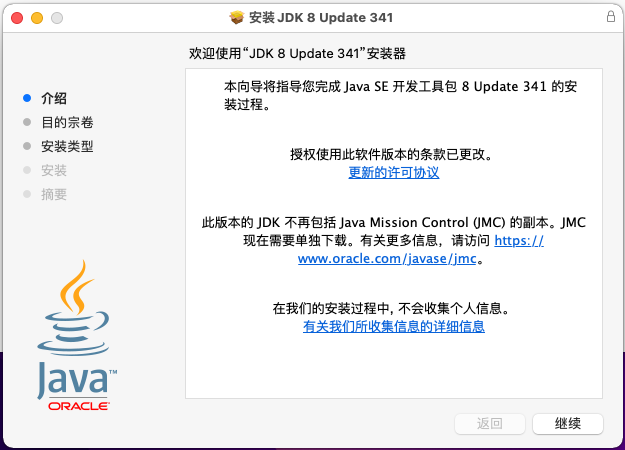 安装 JDK 8 Update 341
欢迎使用“JDK 8 Update 341”安装器
介绍
目的宗卷
安装类型
安装
摘要
本向导将指导您完成 Java SE 开发工具包 8 Update 341 的安
装过程。
授权使用此软件版本的条款已更改。
更新的许可协议
此版本的 JDK 不再包括 Java Mission Control (JMC) 的副本。JMC
现在需要单独下载。有关更多信息，请访问 https://
www.oracle.com/javase/jmc。
在我们的安装过程中, 不会收集个人信息。
有关我们所收集信息的详细信息
Java™
ORACLE
返回
继续